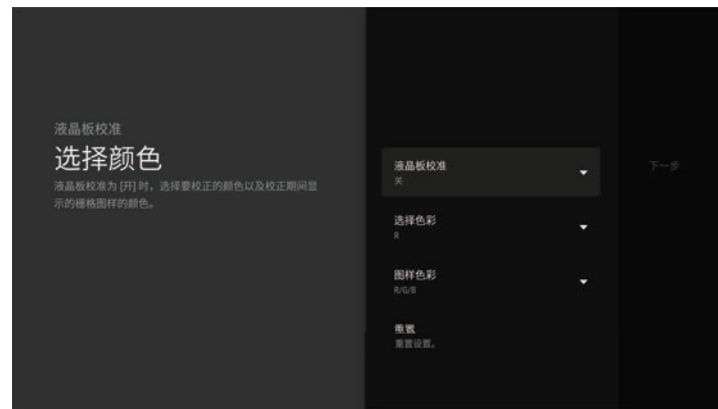 液晶板校准
选择颜色
液晶板校准为 [开] 时，选择要校正的颜色以及校正期间显
示的栅格图样的颜色。
液晶板校准
关
选择色彩
R
图样色彩
R/G/B
重置
重置设置。
下一步